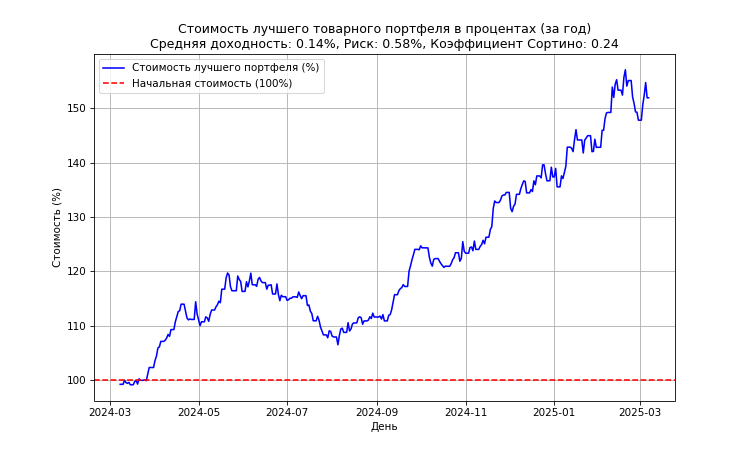 Стоимость лучшего товарного портфеля в процентах (за год)
Средняя доходность: 0.14%, Риск: 0.58%, Коэффициент Сортино: 0.24
Стоимость лучшего портфеля (%)
Начальная стоимость (100%)
Стоимость (%)
150
140
130
120
110
100
2024-03
2024-05
2024-07
2024-09
2024-11
2025-01
2025-03
День